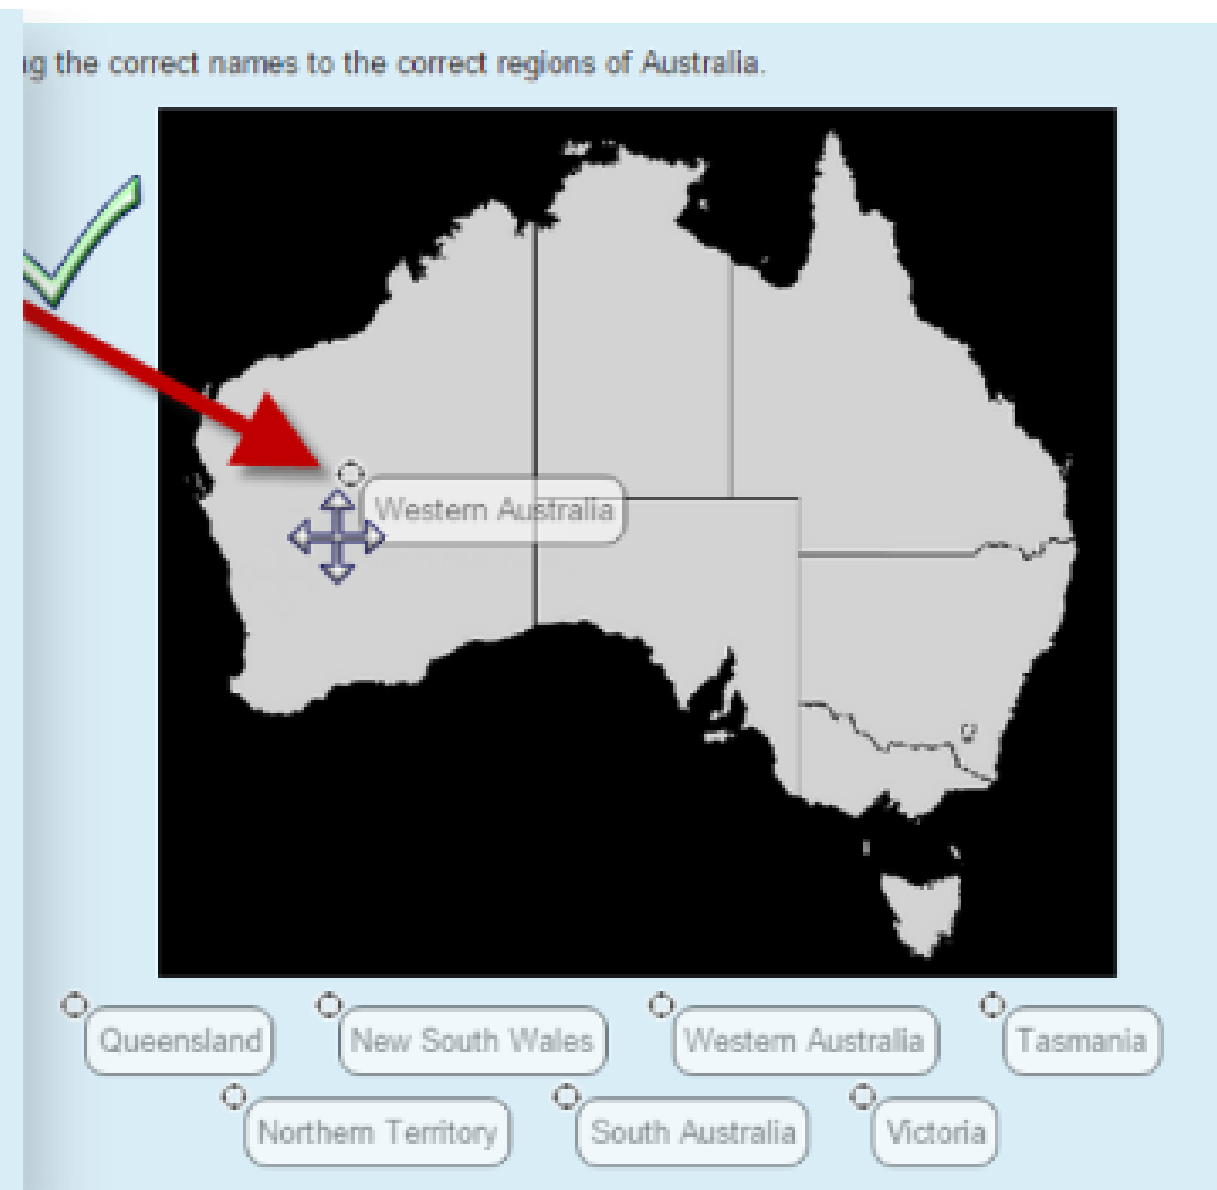 the correct names to the correct regions of Australia.
Western Australia
Queensland New South Wales Western Australia Tasmania
Northern Territory South Australia Victoria